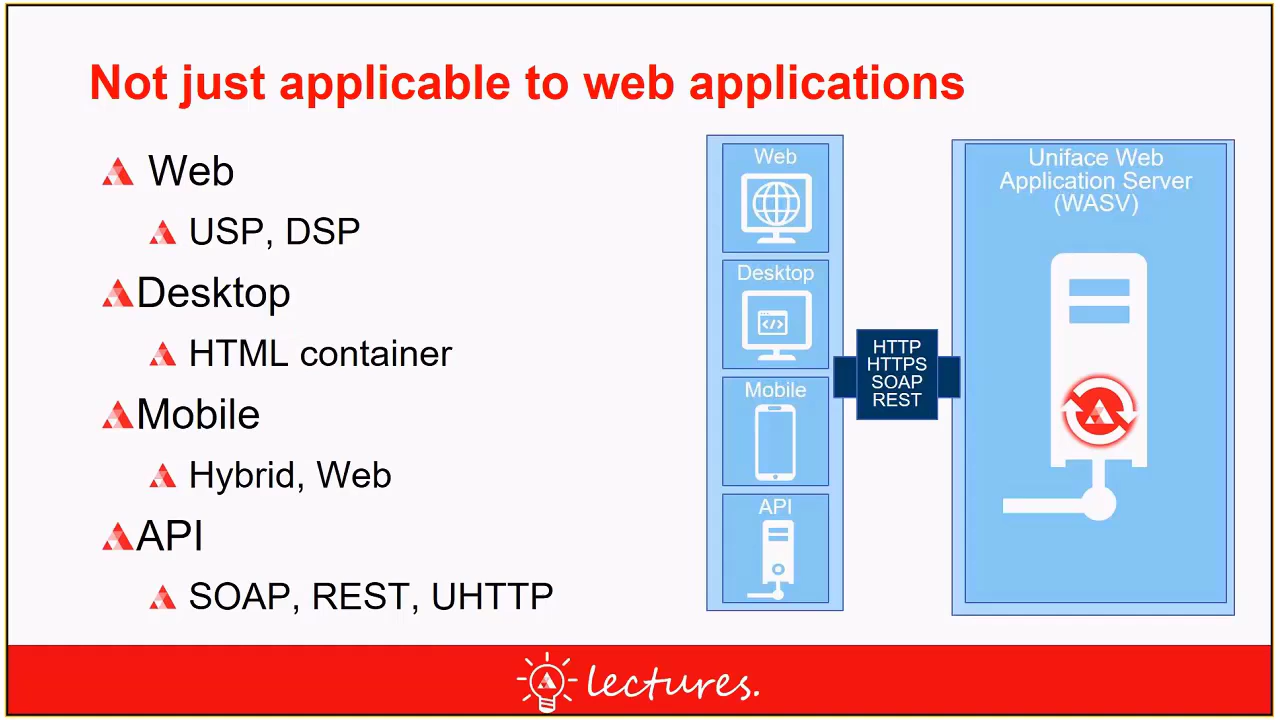 Not just applicable to web applications
Web
USP, DSP
Desktop
HTML container
Mobile
Hybrid, Web
API
SOAP, REST, UHTTP
Web
Desktop
</>
Mobile
API
HTTP
HTTPS
SOAP
REST
Uniface Web
Application Server
(WASV)
lectures.